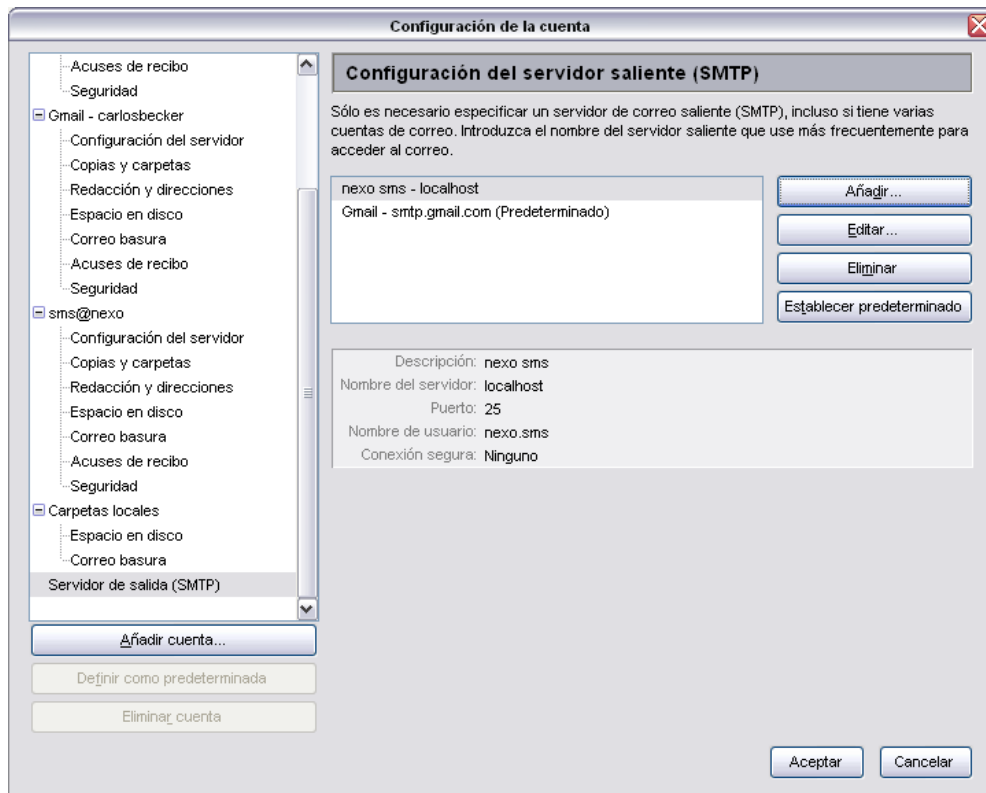 Configuración de la cuenta
Acuses de recibo
Seguridad
Gmail - carlosbecker
Configuración del servidor
Copias y carpetas
Redacción y direcciones
Espacio en disco
Correo basura
Acuses de recibo
Seguridad
sms@nexo
Configuración del servidor
Copias y carpetas
Redacción y direcciones
Espacio en disco
Correo basura
Acuses de recibo
Seguridad
Carpetas locales
Espacio en disco
Correo basura
Servidor de salida (SMTP)
Añadir cuenta...
Definir como predeterminada
Eliminar cuenta
Configuración del servidor saliente (SMTP)
Sólo es necesario especificar un servidor de correo saliente (SMTP), incluso si tiene varias
cuentas de correo. Introduzca el nombre del servidor saliente que use más frecuentemente para
acceder al correo.
nexo sms - localhost
Gmail - smtp.gmail.com (Predeterminado)
Añadir...
Editar...
Eliminar
Establecer predeterminado
Descripción: nexo sms
Nombre del servidor: localhost
Puerto: 25
Nombre de usuario: nexo.sms
Conexión segura: Ninguno
Aceptar
Cancelar